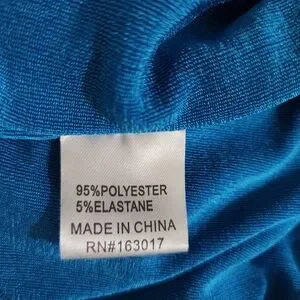 95%POLYESTER
5%ELASTANE
MADE IN CHINA
RN#163017